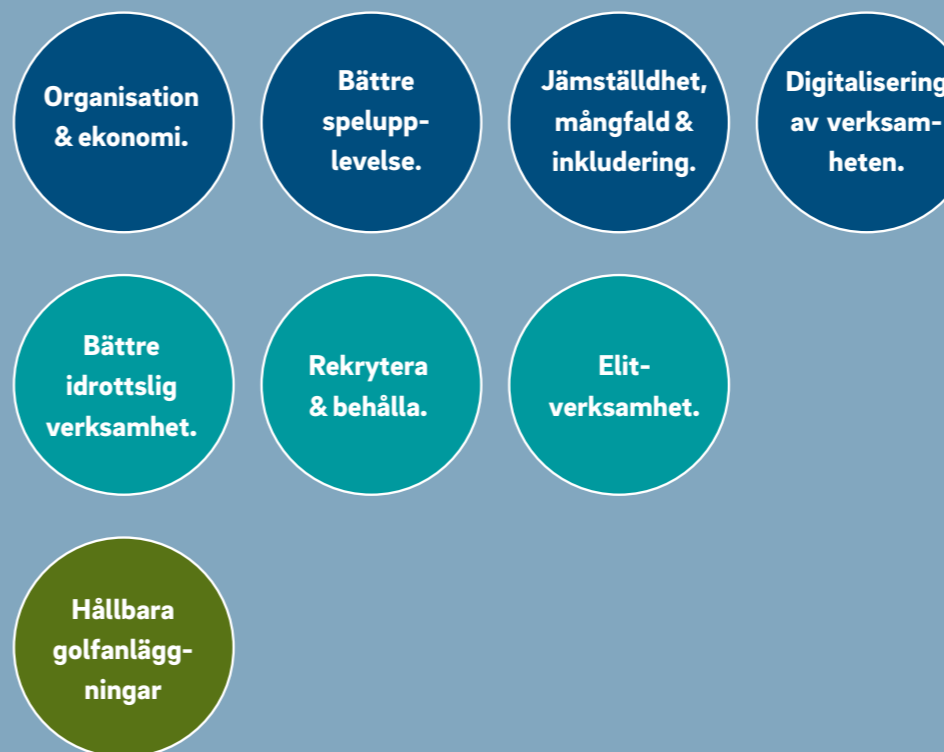 Organisation
& ekonomi.
Bättre
spelupp-
levelse.
Jämställdhet,
mångfald &
inkludering.
Digitalisering
av verksam-
heten.
Bättre
idrottslig
verksamhet.
Rekrytera
& behålla.
Elit-
verksamhet.
Hållbara
golfanlägg-
ningar